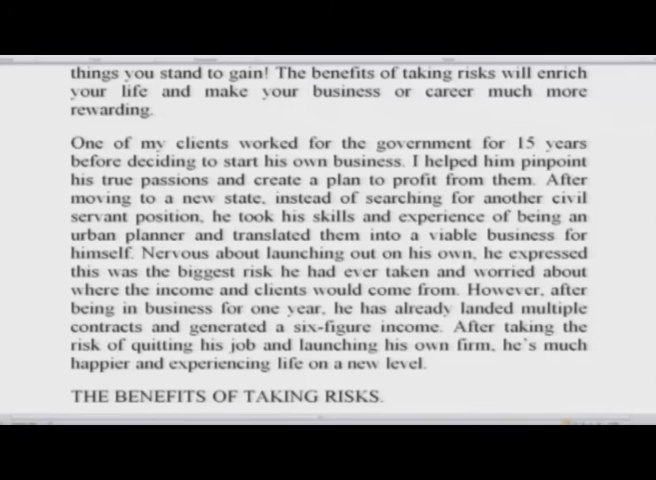 things you stand to gain! The benefits of taking risks will enrich
your life and make your business or career much more
rewarding.
One of my clients worked for the government for 15 years
before deciding to start his own business. I helped him pinpoint
his true passions and create a plan to profit from them. After
moving to a new state, instead of searching for another civil
servant position, he took his skills and experience of being an
urban planner and translated them into a viable business for
himself. Nervous about launching out on his own, he expressed
this was the biggest risk he had ever taken and worried about
where the income and clients would come from. However, after
being in business for one year, he has already landed multiple
contracts and generated a six-figure income. After taking the
risk of quitting his job and launching his own firm, he's much
happier and experiencing life on a new level.
THE BENEFITS OF TAKING RISKS.